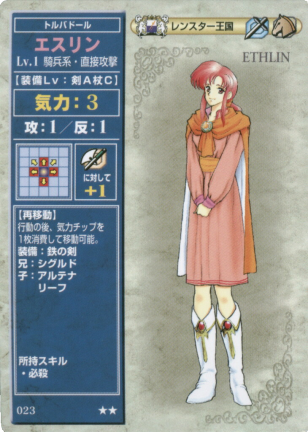 トルバドール
エスリン
Lv.1 騎兵系・直接攻撃
【装備Lv：剣A杖C】
気力：3
攻：1／反：1
に対して
+1
【再移動】
行動の後、気力チップを
1枚消費して移動可能。
装備：鉄の剣
兄：シグルド
子：アルテナ
リーフ
所持スキル
・必殺
023
★★
レンスター王国
ETHLIN